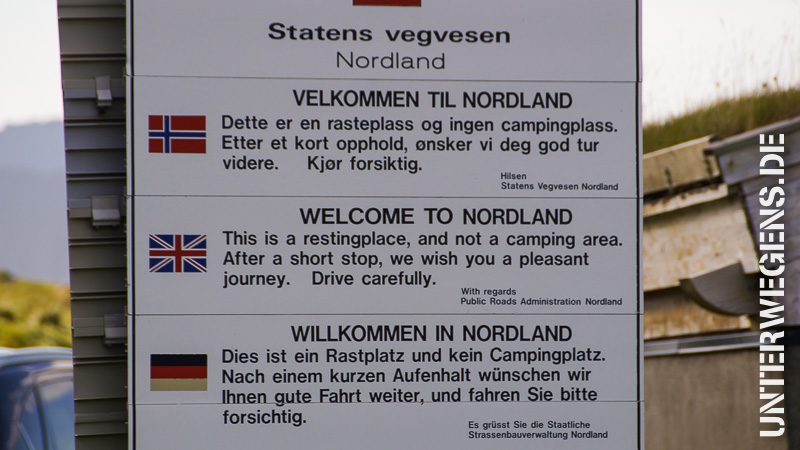 Statens vegvesen
Nordland
VELKOMMEN TIL NORDLAND
Dette er en rasteplass og ingen campingplass.
Etter et kort opphold, ønsker vi deg god tur
videre. Kjør forsiktig.
Hilsen
Statens Vegvesen Nordland
WELCOME TO NORDLAND
This is a restingplace, and not a camping area.
After a short stop, we wish you a pleasant
journey. Drive carefully.
With regards
Public Roads Administration Nordland
WILLKOMMEN IN NORDLAND
Dies ist ein Rastplatz und kein Campingplatz.
Nach einem kurzen Aufenhalt wünschen wir
Ihnen gute Fahrt weiter, und fahren Sie bitte
forsichtig.
Es grüsst Sie die Staatliche
Strassenbauverwaltung Nordland
UNTERWEGENS.DE